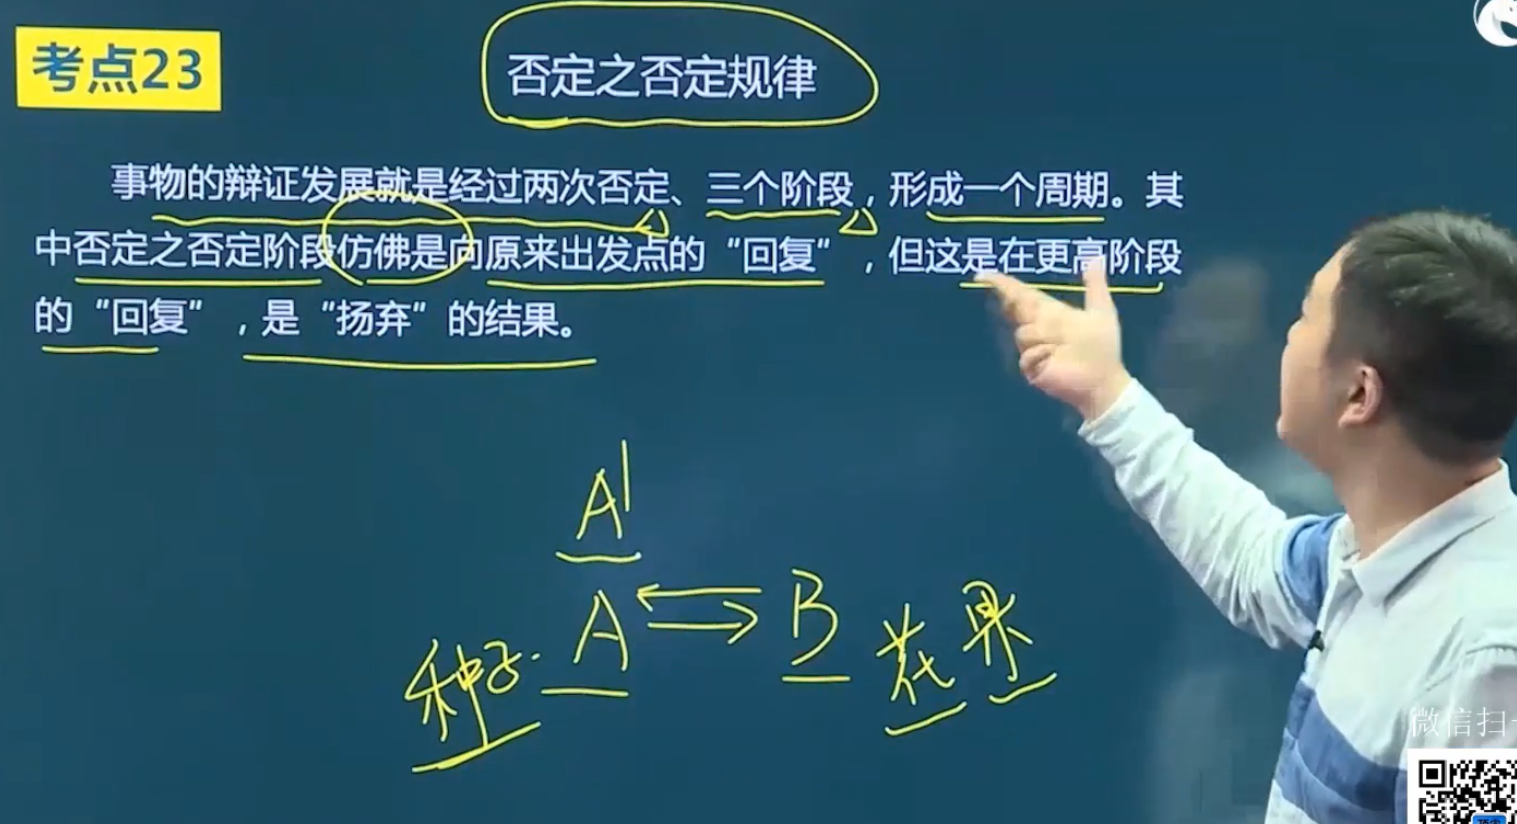 考点23
否定之否定规律
事物的辩证发展就是经过两次否定、三个阶段，形成一个周期。其
中否定之否定阶段仿佛是向原来出发点的“回复”，但这是在更高阶段
的“回复”，是“扬弃”的结果。
A'
种子 A B 花 果
微信扫一